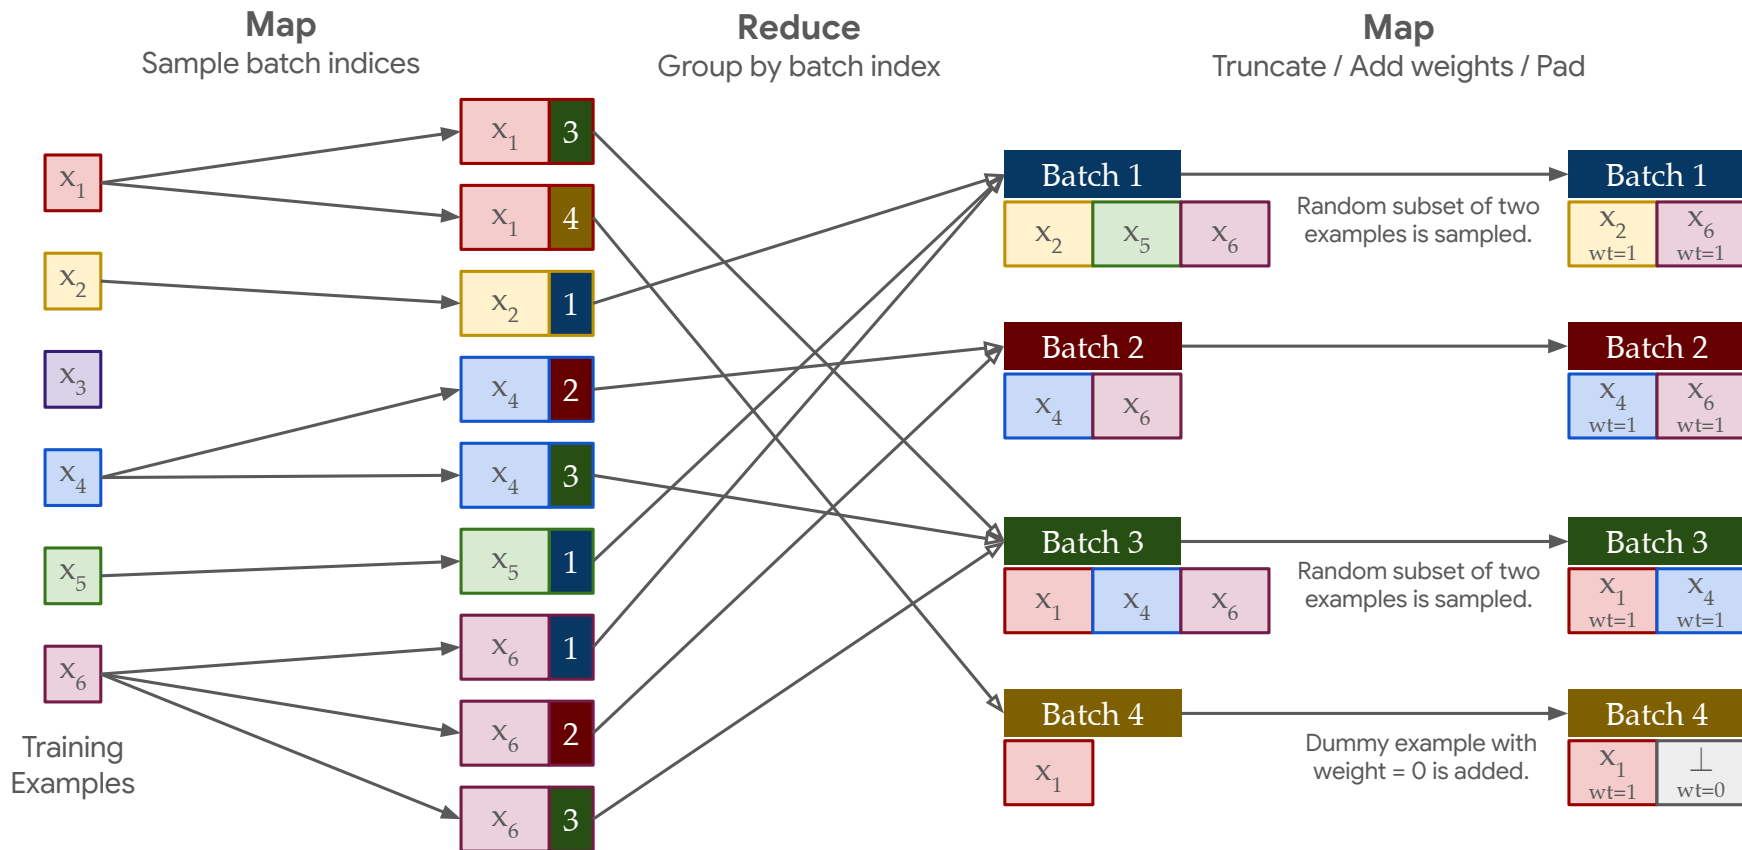 Map
Sample batch indices
Reduce
Group by batch index
Map
Truncate / Add weights / Pad
x1
x2
x3
x4
x5
x6
Training
Examples
x1 3
x1 4
x2 1
x4 2
x4 3
x5 1
x6 1
x6 2
x6 3
Batch 1
x2 x5 x6
Batch 2
x4 x6
Batch 3
x1 x4 x6
Batch 4
x1
Random subset of two
examples is sampled.
Random subset of two
examples is sampled.
Dummy example with
weight = 0 is added.
Batch 1
x2 x6
wt=1 wt=1
Batch 2
x4 x6
wt=1 wt=1
Batch 3
x1 x4
wt=1 wt=1
Batch 4
x1 ⊥
wt=1 wt=0